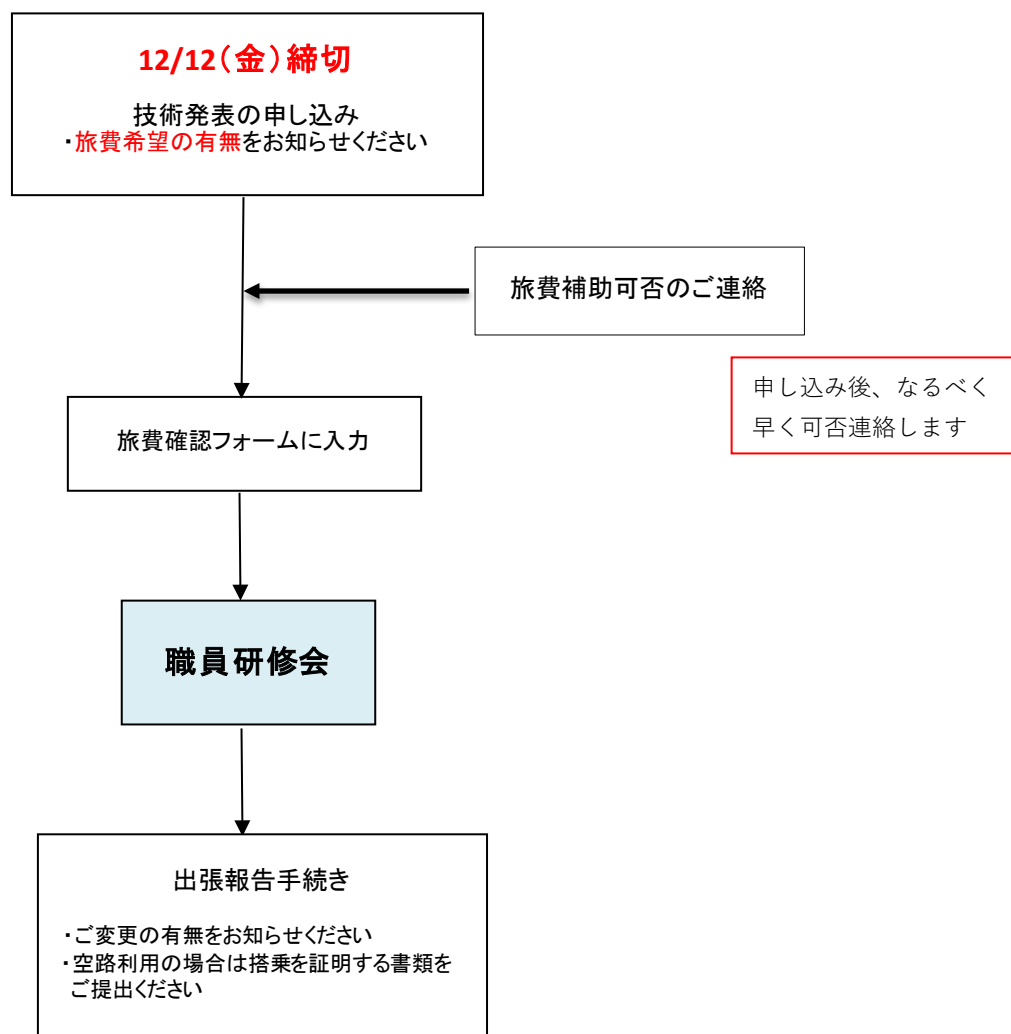 12/12(金)締切
技術発表の申し込み
・旅費希望の有無をお知らせください
旅費補助可否のご連絡
申し込み後、なるべく
早く可否連絡します
旅費確認フォームに入力
職員研修会
出張報告手続き
・ご変更の有無をお知らせください
・空路利用の場合は搭乗を証明する書類を
ご提出ください